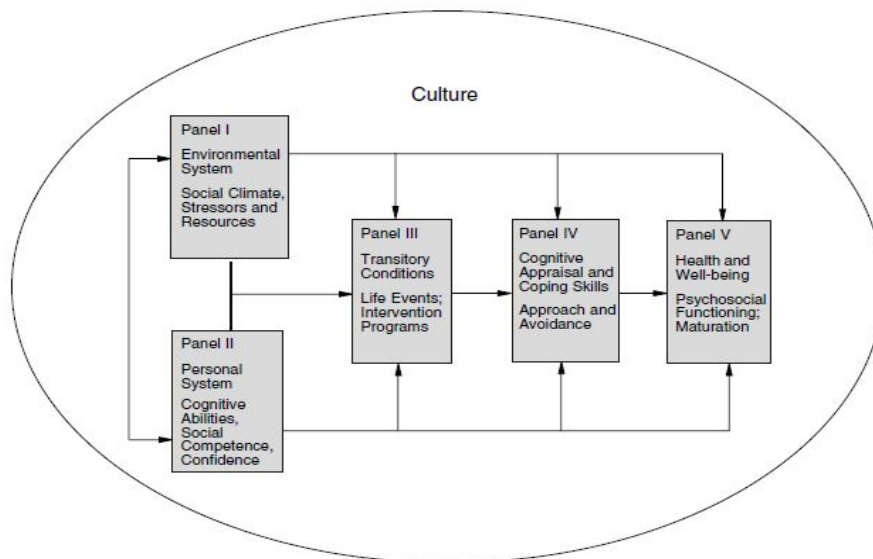 Culture
Panel I
Environmental
System
Social Climate,
Stressors and
Resources
Panel II
Personal
System
Cognitive
Abilities,
Social
Competence,
Confidence
Panel III
Transitory
Conditions
Life Events;
Intervention
Programs
Panel IV
Cognitive
Appraisal and
Coping Skills
Approach and
Avoidance
Panel V
Health and
Well-being
Psychosocial
Functioning;
Maturation